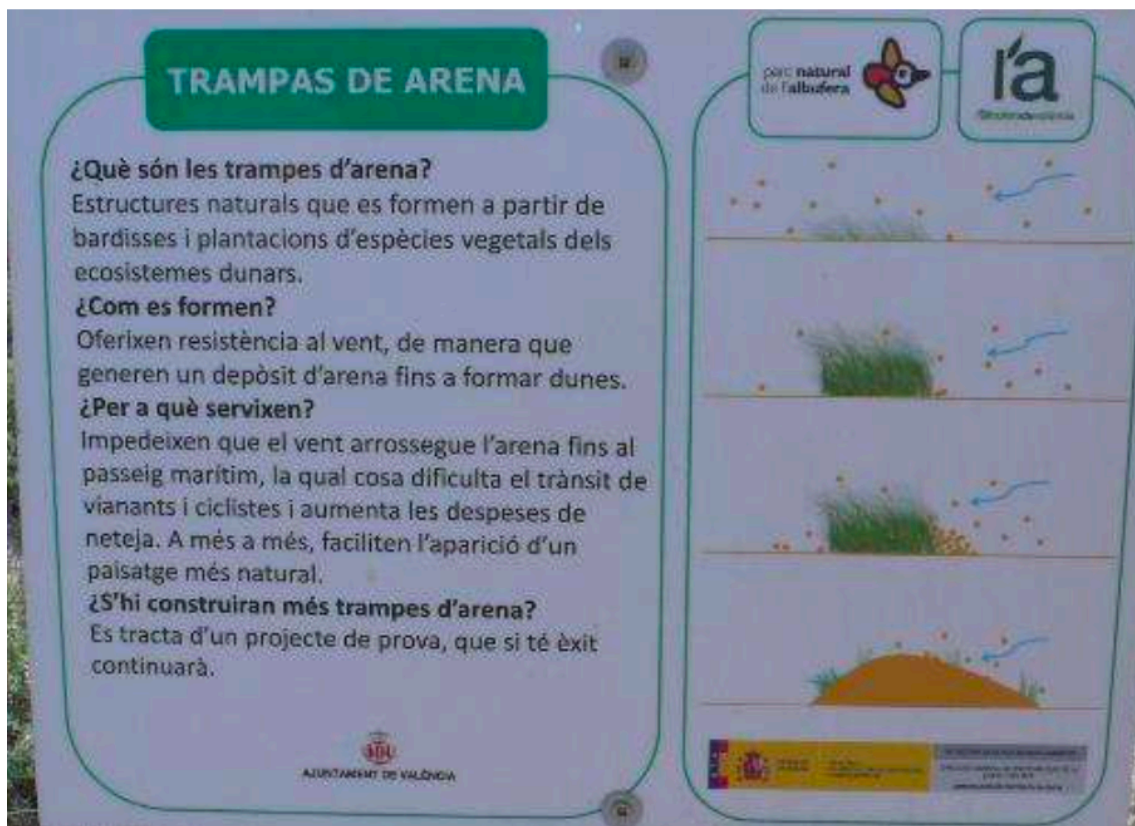 TRAMPAS DE ARENA
¿Què són les trampes d'arena?
Estructures naturals que es formen a partir de
bardisses i plantacions d'espècies vegetals dels
ecosistemes dunars.
¿Com es formen?
Oferixen resistència al vent, de manera que
generen un depòsit d'arena fins a formar dunes.
¿Per a què servixen?
Impedeixen que el vent arrossegue l'arena fins al
passeig marítim, la qual cosa dificulta el trànsit de
vianants i ciclistes i aumenta les despeses de
neteja. A més a més, faciliten l'aparició d'un
paisatge més natural.
¿S'hi construiran més trampes d'arena?
Es tracta d'un projecte de prova, que si té èxit
continuarà.
AJUNTAMENT DE VALÈNCIA
parc natural
de l'albufera
l'a